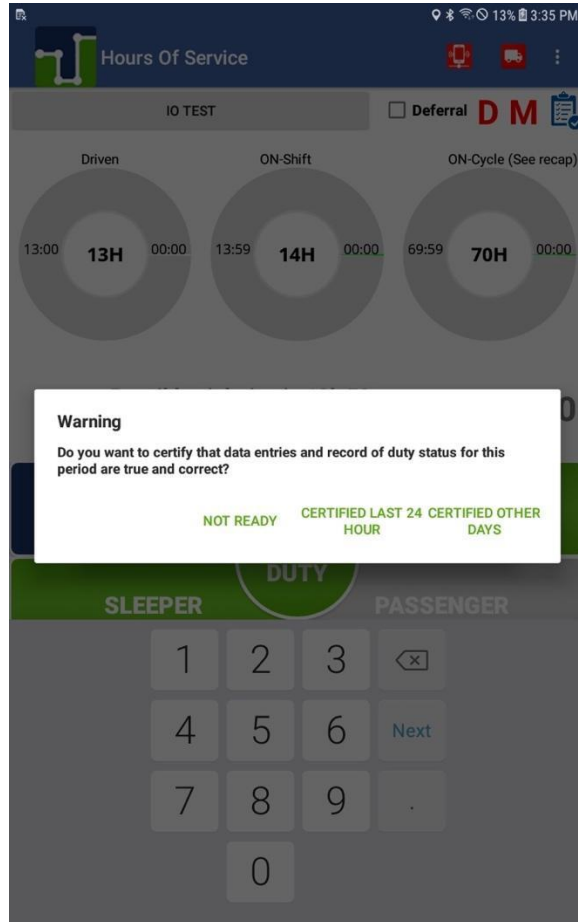 13% 3:35 PM
Hours Of Service
IO TEST
Deferral D M
Driven ON-Shift ON-Cycle (See recap)
13:00 13H 00:00 13:59 14H 00:00 69:59 70H 00:00
0
Warning
Do you want to certify that data entries and record of duty status for this
period are true and correct?
NOT READY CERTIFIED LAST 24 CERTIFIED OTHER
HOUR DAYS
DUTY
SLEEPER PASSENGER
1 2 3
4 5 6 Next
7 8 9 .
0